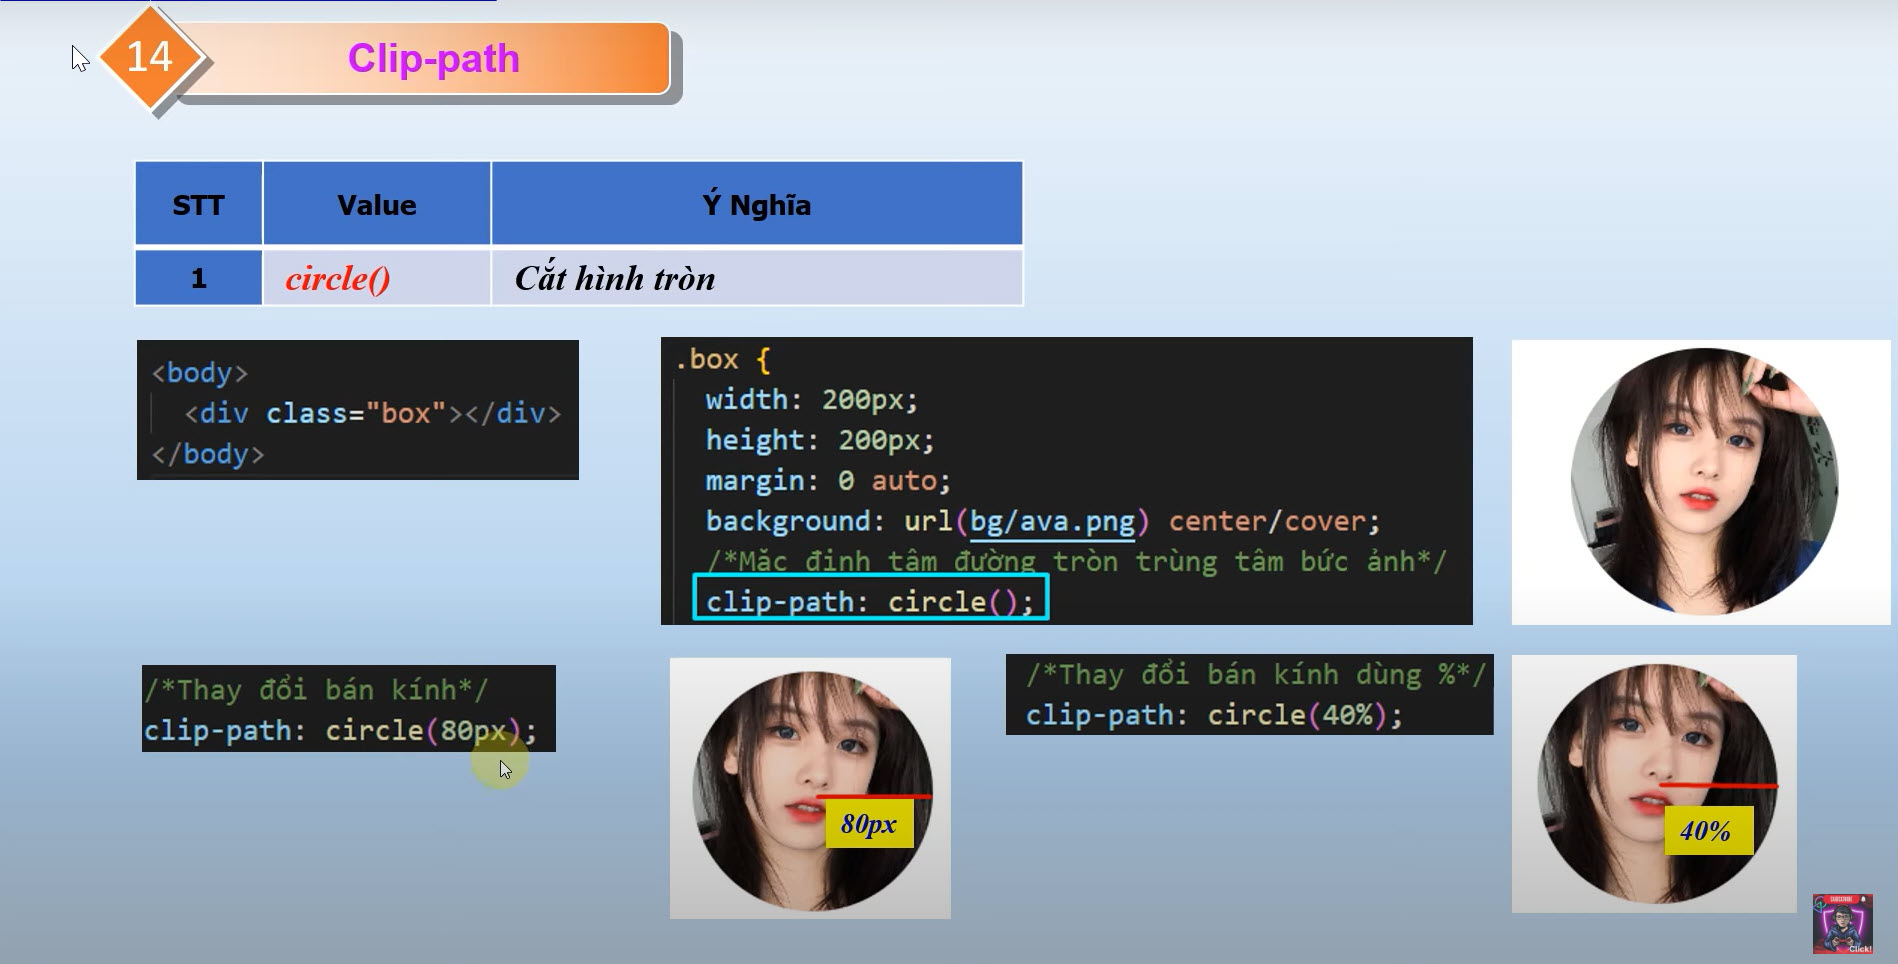 14
Clip-path
STT Value Ý Nghĩa
1 circle() Cắt hình tròn
<body>
<div class="box"></div>
</body>
.box {
width: 200px;
height: 200px;
margin: 0 auto;
background: url(bg/ava.png) center/cover;
/*Mặc định tâm đường tròn trùng tâm bức ảnh*/
clip-path: circle();
/*Thay đổi bán kính*/
clip-path: circle(80px);
80px
/*Thay đổi bán kính dùng %*/
clip-path: circle(40%);
40%
SUBSCRIBE
Click!